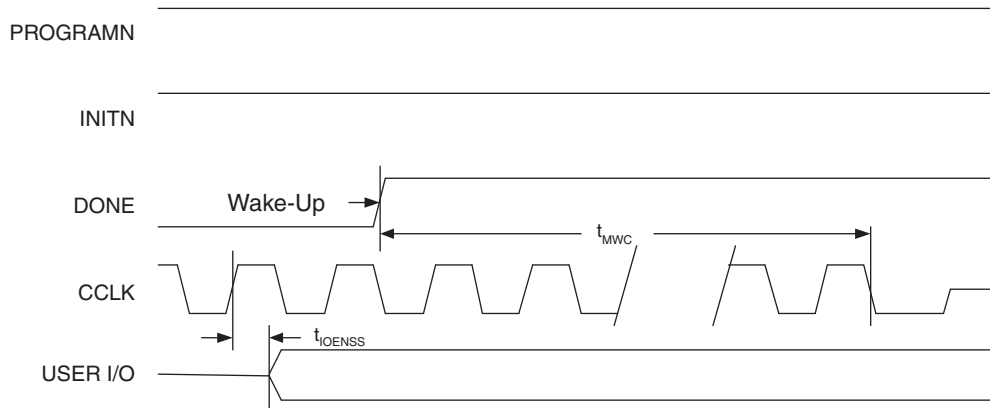 PROGRAMN
INITN
DONE
Wake-Up
tMWC
CCLK
tIOENSS
USER I/O